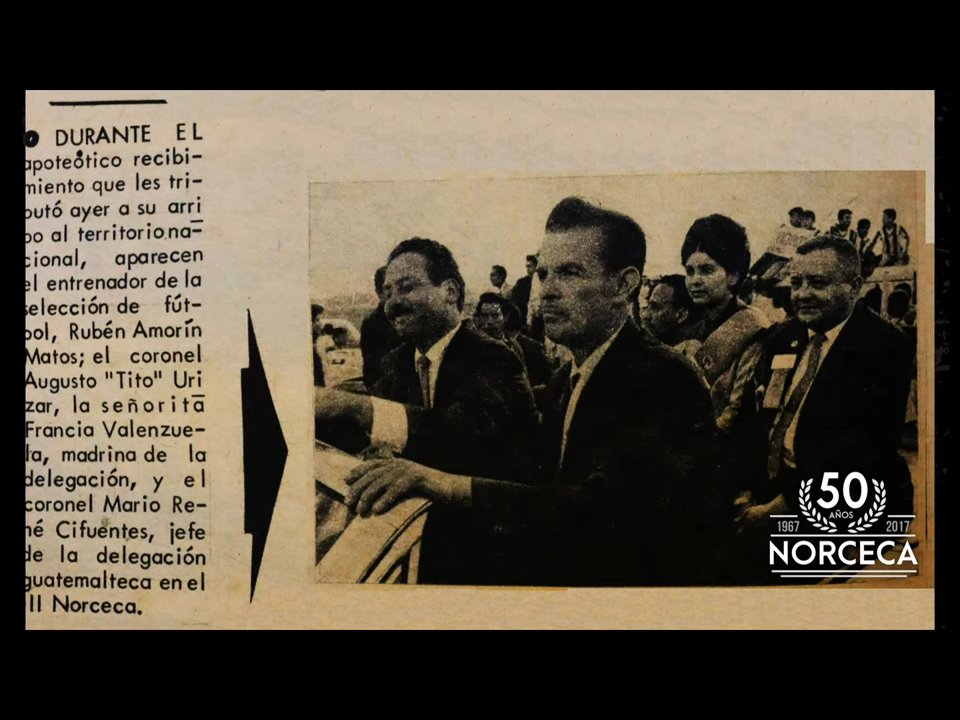 DURANTE EL
apoteótico recibi-
miento que les tri-
butó ayer a su arri
bo al territorio na-
cional, aparecen
el entrenador de la
selección de fút-
bol, Rubén Amorín
Matos; el coronel
Augusto "Tito" Uri
zar, la señorita
Francia Valenzue-
la, madrina de la
delegación, y el
coronel Mario Re-
né Cifuentes, jefe
de la delegación
guatemalteca en el
III Norceca.
50
AÑOS
1967 2017
NORCECA